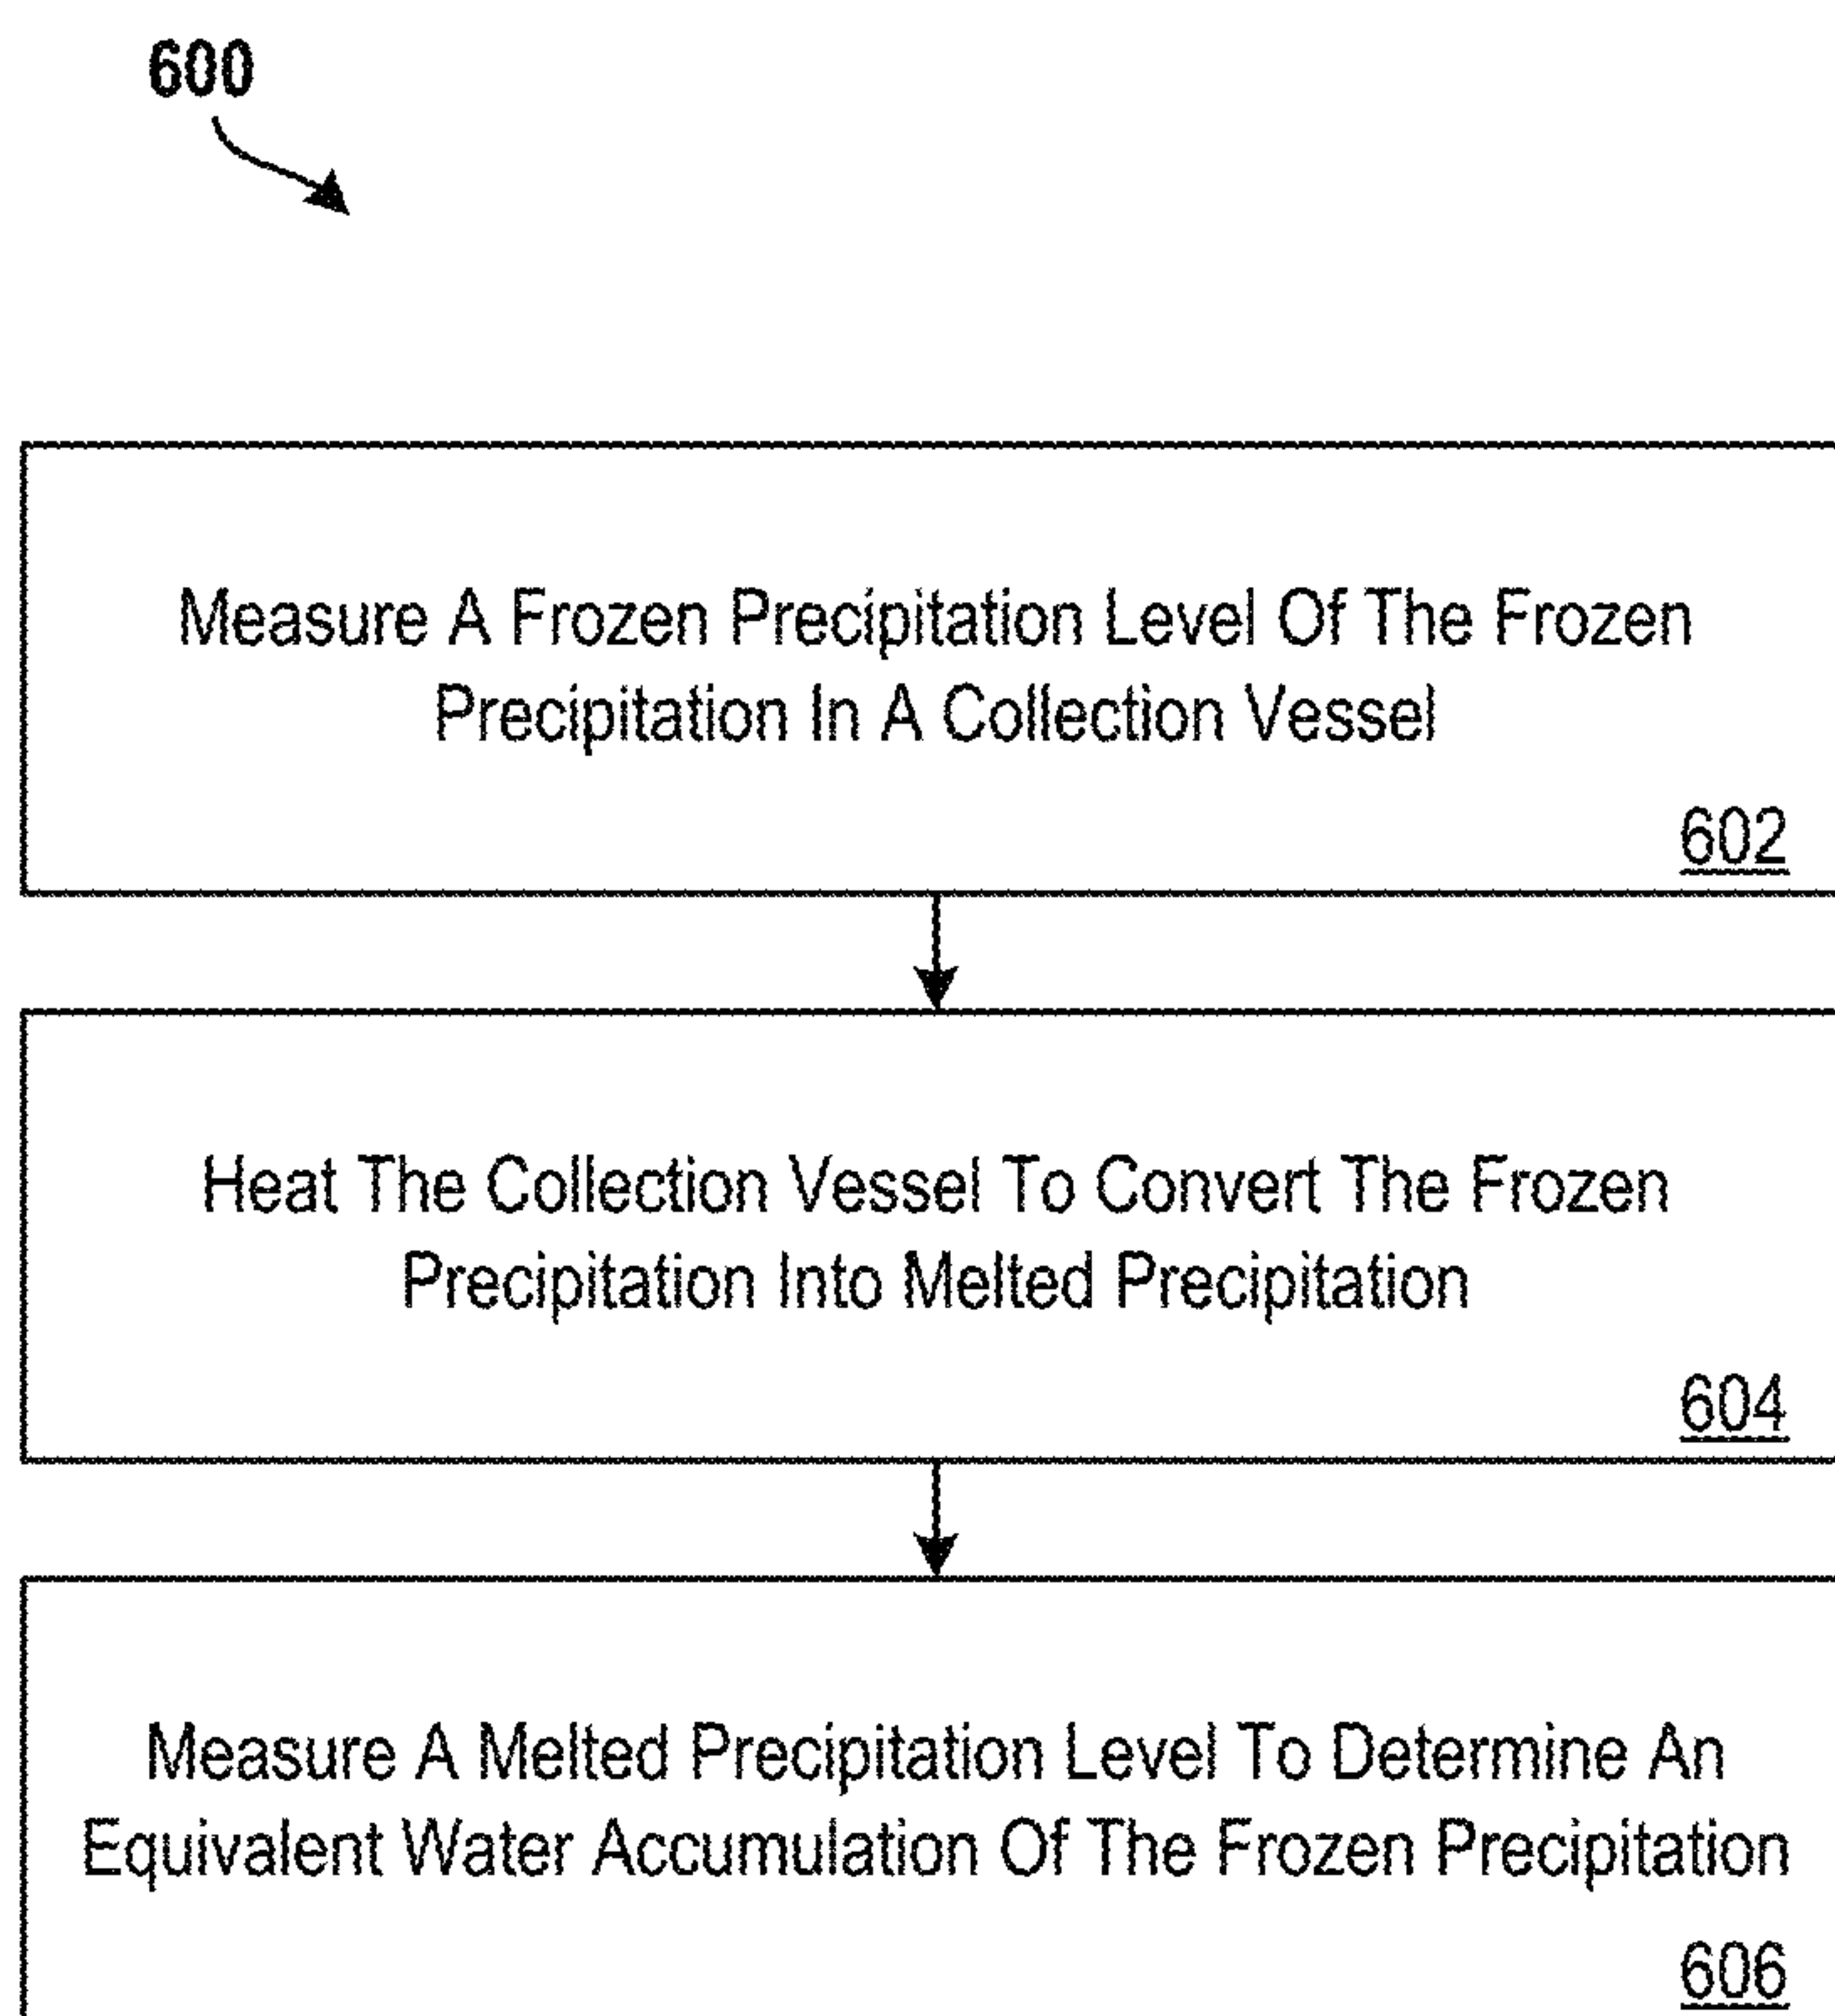 600
Measure A Frozen Precipitation Level Of The Frozen
Precipitation In A Collection Vessel
602
Heat The Collection Vessel To Convert The Frozen
Precipitation Into Melted Precipitation
604
Measure A Melted Precipitation Level To Determine An
Equivalent Water Accumulation Of The Frozen Precipitation
606